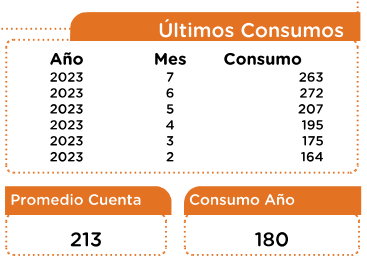 Últimos Consumos
Año Mes Consumo
2023 7 263
2023 6 272
2023 5 207
2023 4 195
2023 3 175
2023 2 164
Promedio Cuenta Consumo Año
213 180